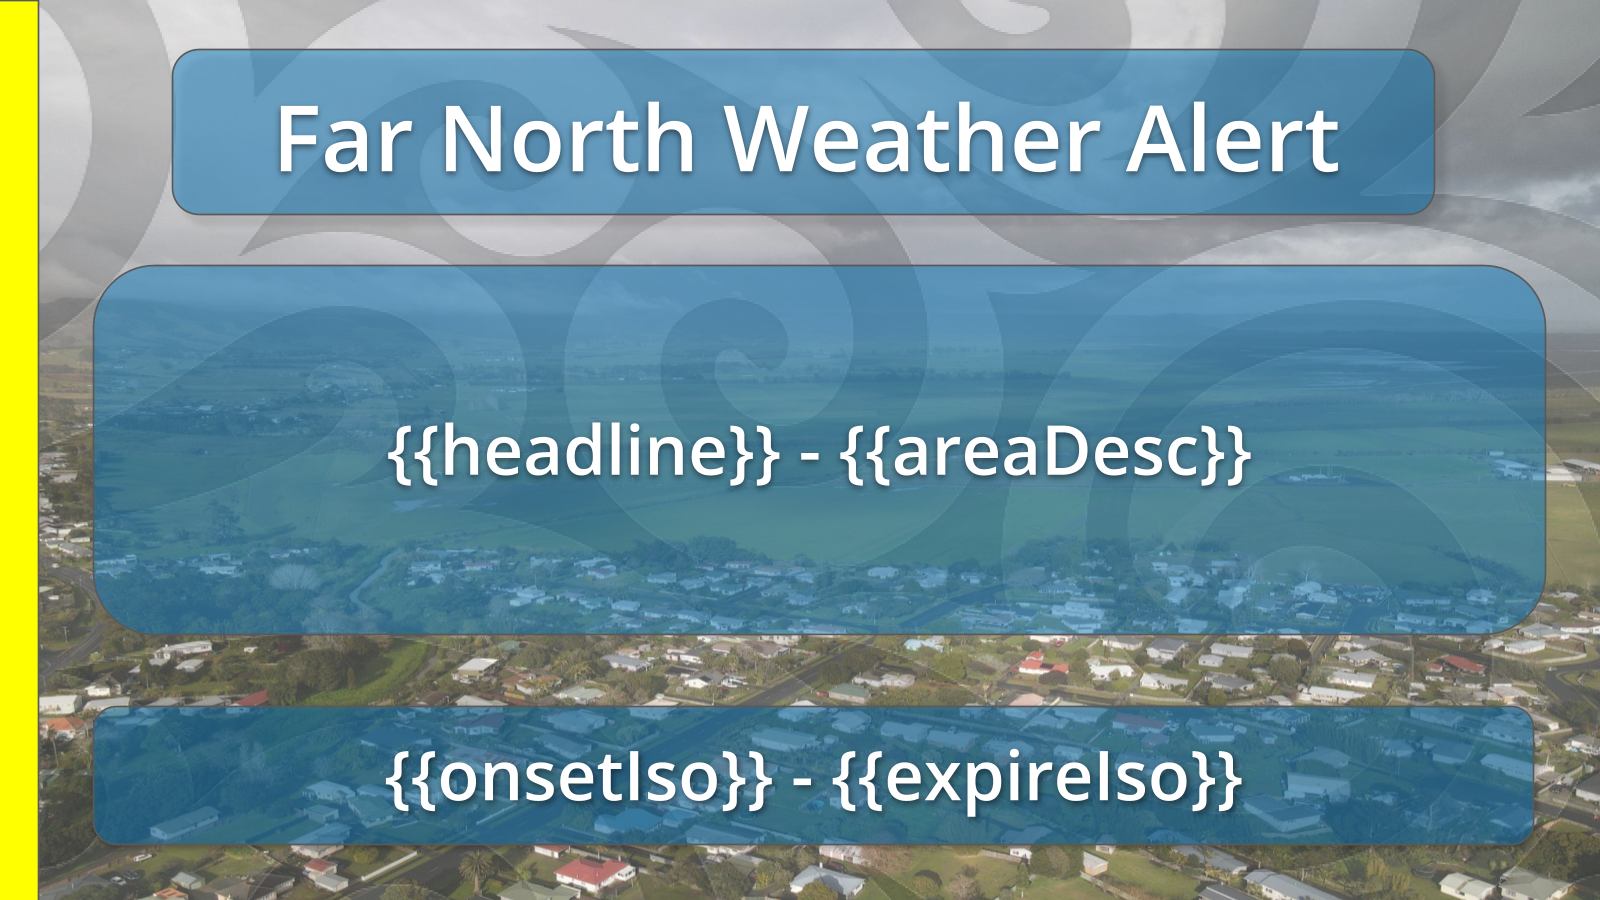 Far North Weather Alert
{{headline}} - {{areaDesc}}
{{onsetIso}} - {{expireIso}}